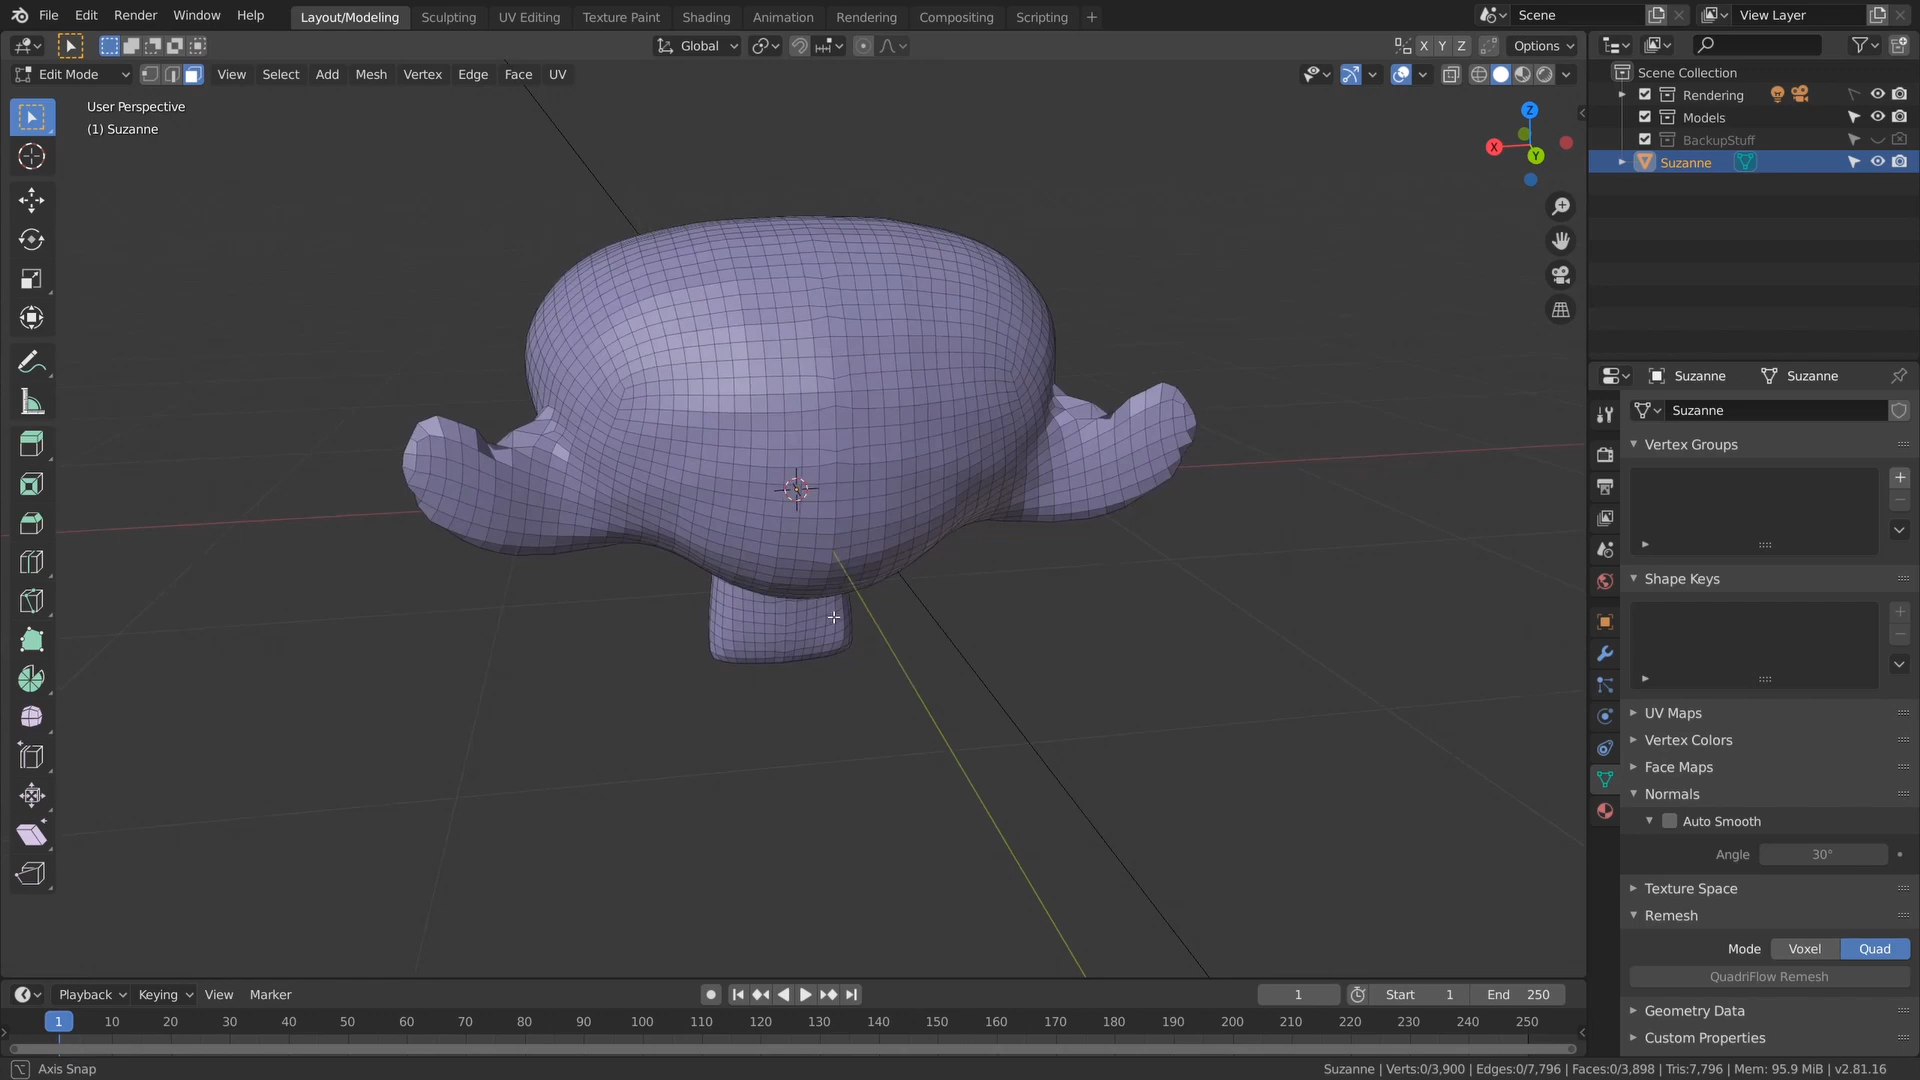 File Edit Render Window Help Layout/Modeling Sculpting UV Editing Texture Paint Shading Animation Rendering Compositing Scripting + Scene View Layer
Global X Y Z Options
Edit Mode View Select Add Mesh Vertex Edge Face UV
User Perspective
(1) Suzanne
Z
X
Y
Scene Collection
Rendering
Models
BackupStuff
Suzanne
Suzanne Suzanne
Suzanne
Vertex Groups
Shape Keys
UV Maps
Vertex Colors
Face Maps
Normals
Auto Smooth
Angle 30°
Texture Space
Remesh
Mode Voxel Quad
QuadriFlow Remesh
Geometry Data
Custom Properties
Playback Keying View Marker 1 Start 1 End 250
1 10 20 30 40 50 60 70 80 90 100 110 120 130 140 150 160 170 180 190 200 210 220 230 240 250
Axis Snap Suzanne | Verts:0/3,900 | Edges:0/7,796 | Faces:0/3,898 | Tris:7,796 | Mem: 95.9 MiB | v2.81.16